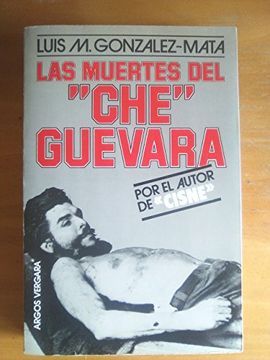 LUIS M. GONZALEZ-MATA
LAS MUERTES DEL
"CHE"
GUEVARA
POR EL AUTOR
DE «CISNE»
ARGOS VERGARA